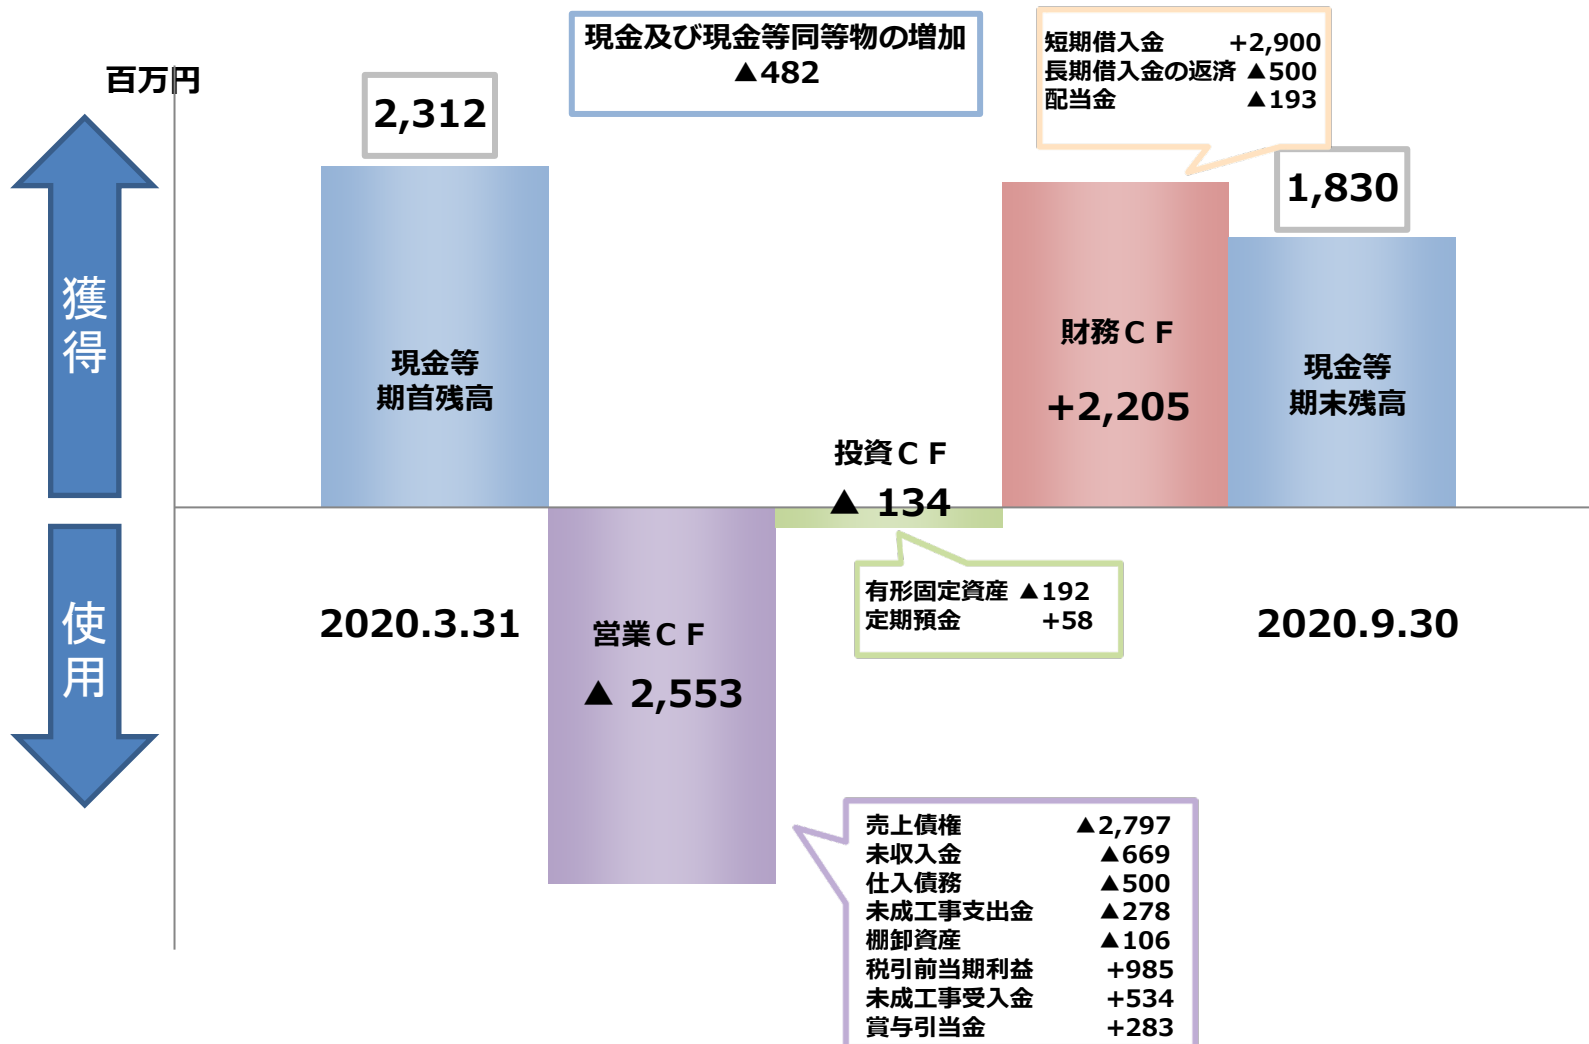 現金及び現金等同等物の増加
▲482
短期借入金 +2,900
長期借入金の返済 ▲500
配当金 ▲193
百万円
2,312
1,830
獲得
現金等
期首残高
財務ＣＦ
+2,205
現金等
期末残高
投資ＣＦ
▲ 134
有形固定資産 ▲192
定期預金 +58
使用
2020.3.31
営業ＣＦ
▲ 2,553
2020.9.30
売上債権 ▲2,797
未収入金 ▲669
仕入債務 ▲500
未成工事支出金 ▲278
棚卸資産 ▲106
税引前当期利益 +985
未成工事受入金 +534
賞与引当金 +283